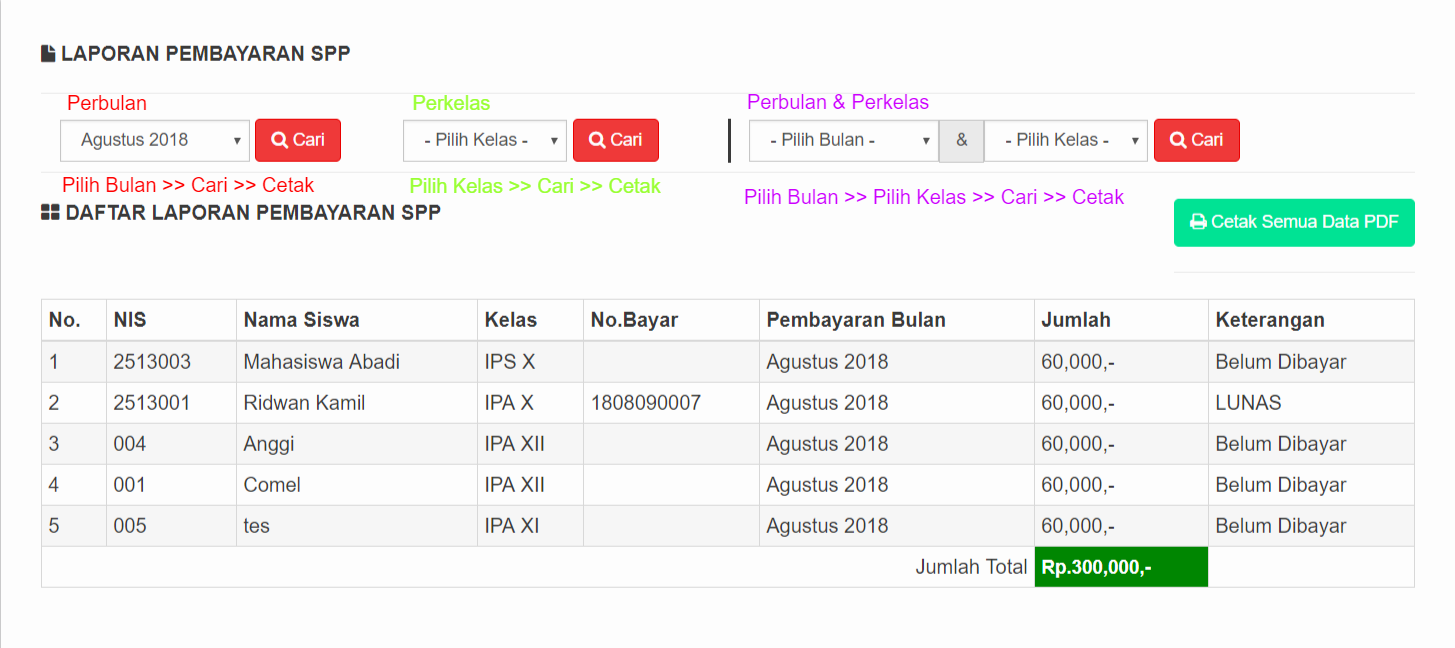 LAPORAN PEMBAYARAN SPP
Perbulan Perkelas Perbulan & Perkelas
Agustus 2018 Cari - Pilih Kelas - Cari - Pilih Bulan - & - Pilih Kelas - Cari
Pilih Bulan >> Cari >> Cetak Pilih Kelas >> Cari >> Cetak Pilih Bulan >> Pilih Kelas >> Cari >> Cetak
DAFTAR LAPORAN PEMBAYARAN SPP
Cetak Semua Data PDF
No. NIS Nama Siswa Kelas No.Bayar Pembayaran Bulan Jumlah Keterangan
1 2513003 Mahasiswa Abadi IPS X Agustus 2018 60,000,- Belum Dibayar
2 2513001 Ridwan Kamil IPA X 1808090007 Agustus 2018 60,000,- LUNAS
3 004 Anggi IPA XII Agustus 2018 60,000,- Belum Dibayar
4 001 Comel IPA XII Agustus 2018 60,000,- Belum Dibayar
5 005 tes IPA XI Agustus 2018 60,000,- Belum Dibayar
Jumlah Total Rp.300,000,-